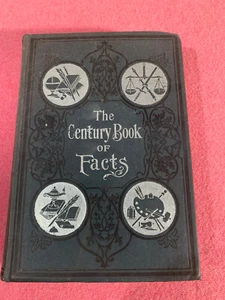 The
Century Book
OF
Facts